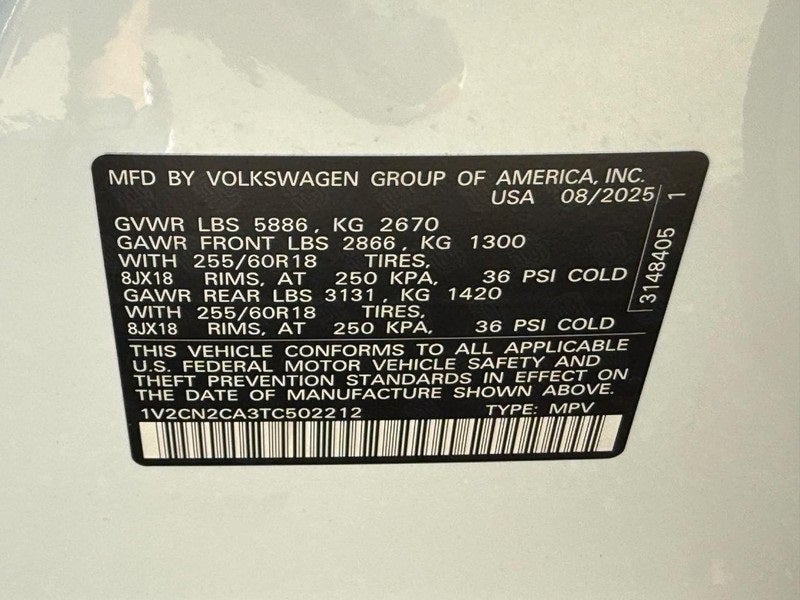 MFD BY VOLKSWAGEN GROUP OF AMERICA, INC.
USA 08/2025
GVWR LBS 5886, KG 2670
GAWR FRONT LBS 2866, KG 1300
WITH 255/60R18 TIRES,
8JX18 RIMS, AT 250 KPA, 36 PSI COLD
GAWR REAR LBS 3131, KG 1420
WITH 255/60R18 TIRES,
8JX18 RIMS, AT 250 KPA, 36 PSI COLD
THIS VEHICLE CONFORMS TO ALL APPLICABLE
U.S. FEDERAL MOTOR VEHICLE SAFETY AND
THEFT PREVENTION STANDARDS IN EFFECT ON
THE DATE OF MANUFACTURE SHOWN ABOVE.
1V2CN2CA3TC502212 TYPE: MPV
3148405 1